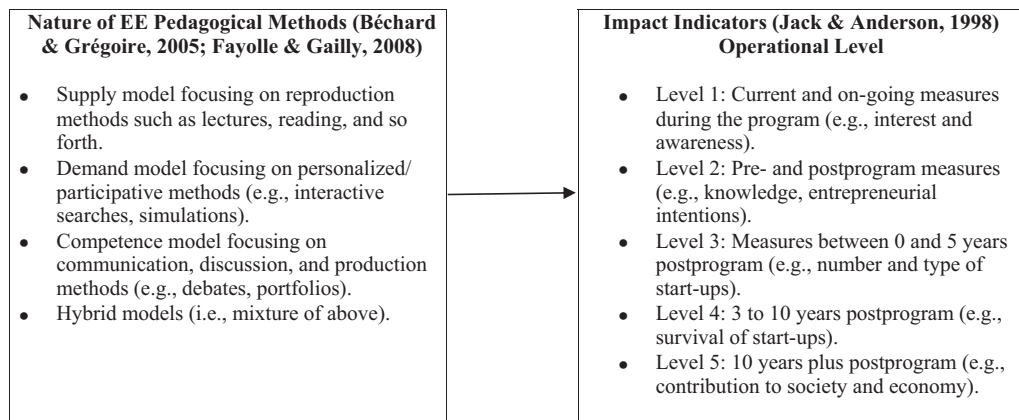 Nature of EE Pedagogical Methods (Béchard
& Grégoire, 2005; Fayolle & Gailly, 2008)
• Supply model focusing on reproduction
methods such as lectures, reading, and so
forth.
• Demand model focusing on personalized/
participative methods (e.g., interactive
searches, simulations).
• Competence model focusing on
communication, discussion, and production
methods (e.g., debates, portfolios).
• Hybrid models (i.e., mixture of above).
Impact Indicators (Jack & Anderson, 1998)
Operational Level
• Level 1: Current and on-going measures
during the program (e.g., interest and
awareness).
• Level 2: Pre- and postprogram measures
(e.g., knowledge, entrepreneurial
intentions).
• Level 3: Measures between 0 and 5 years
postprogram (e.g., number and type of
start-ups).
• Level 4: 3 to 10 years postprogram (e.g.,
survival of start-ups).
• Level 5: 10 years plus postprogram (e.g.,
contribution to society and economy).